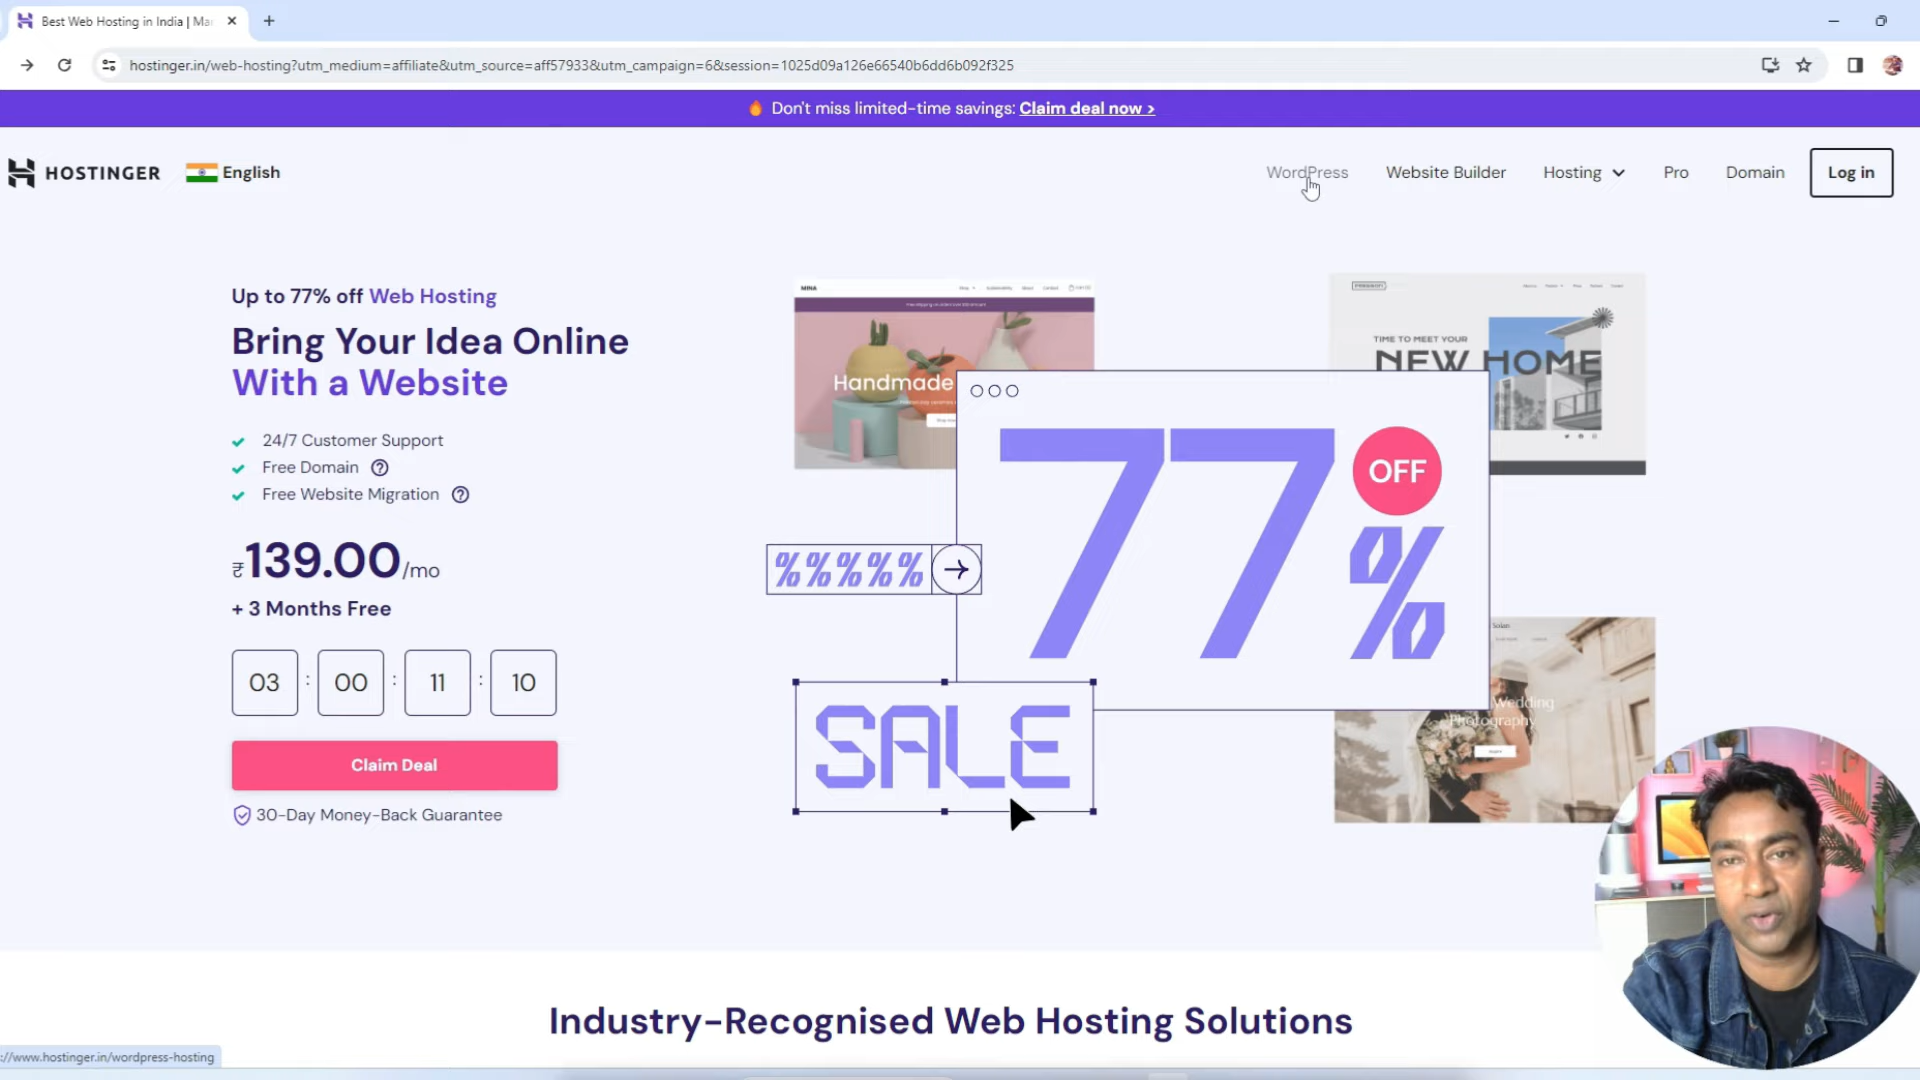 Best Web Hosting in India | Mar
hostinger.in/web-hosting?utm_medium=affiliate&utm_source=aff57933&utm_campaign=6&session=1025d09a126e66540b6dd6b092f325
Don't miss limited-time savings: Claim deal now >
HOSTINGER
English
WordPress
Website Builder
Hosting
Pro
Domain
Log in
Up to 77% off Web Hosting
Bring Your Idea Online
With a Website
24/7 Customer Support
Free Domain
Free Website Migration
₹139.00/mo
+ 3 Months Free
03 : 00 : 11 : 10
Claim Deal
30-Day Money-Back Guarantee
MINA
Handmade
TIME TO MEET YOUR
NEW HOME
77%
OFF
%%%%%
SALE
Wedding
Photography
Industry-Recognised Web Hosting Solutions
://www.hostinger.in/wordpress-hosting